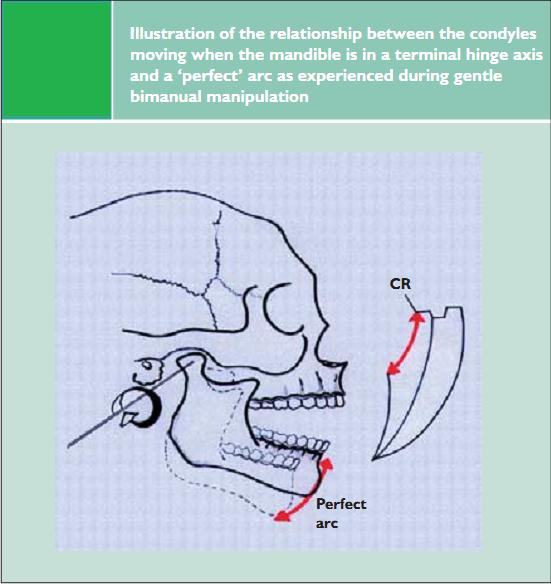 Illustration of the relationship between the condyles
moving when the mandible is in a terminal hinge axis
and a ‘perfect’ arc as experienced during gentle
bimanual manipulation
CR
Perfect
arc